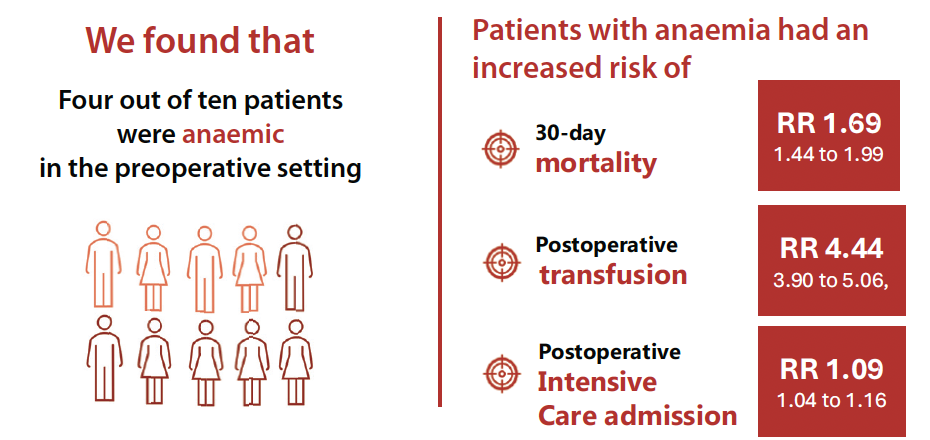 We found that
Four out of ten patients
were anaemic
in the preoperative setting
Patients with anaemia had an
increased risk of
30-day
mortality
RR 1.69
1.44 to 1.99
Postoperative
transfusion
RR 4.44
3.90 to 5.06,
Postoperative
Intensive
Care admission
RR 1.09
1.04 to 1.16